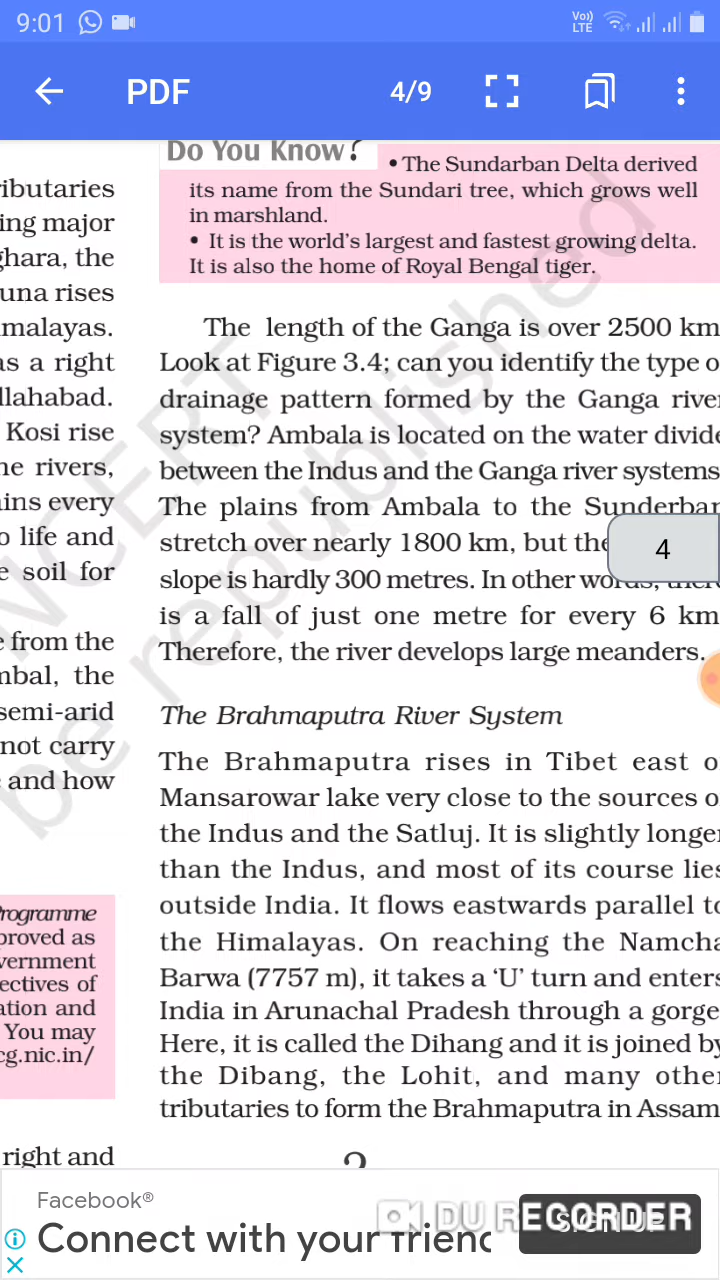 9:01
Vo)) LTE
PDF
4/9
Do You Know?
• The Sundarban Delta derived
its name from the Sundari tree, which grows well
in marshland.
• It is the world's largest and fastest growing delta.
It is also the home of Royal Bengal tiger.
ributaries
ing major
ghara, the
una rises
malayas.
as a right
llahabad.
Kosi rise
he rivers,
ains every
o life and
e soil for
e from the
mbal, the
semi-arid
not carry
and how
Programme
proved as
vernment
ectives of
ation and
You may
cg.nic.in/
right and
The length of the Ganga is over 2500 km
Look at Figure 3.4; can you identify the type o
drainage pattern formed by the Ganga river
system? Ambala is located on the water divide
between the Indus and the Ganga river systems
The plains from Ambala to the Sunderban
stretch over nearly 1800 km, but the
4
slope is hardly 300 metres. In other words, there
is a fall of just one metre for every 6 km
Therefore, the river develops large meanders.
The Brahmaputra River System
The Brahmaputra rises in Tibet east o
Mansarowar lake very close to the sources o
the Indus and the Satluj. It is slightly longer
than the Indus, and most of its course lies
outside India. It flows eastwards parallel to
the Himalayas. On reaching the Namcha
Barwa (7757 m), it takes a 'U' turn and enters
India in Arunachal Pradesh through a gorge
Here, it is called the Dihang and it is joined by
the Dibang, the Lohit, and many other
tributaries to form the Brahmaputra in Assam
NCERT
be republished
Facebook®
Connect with your friend
SIGN UP
DU RECORDER